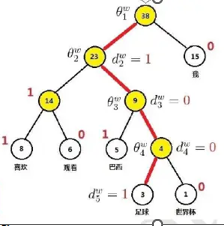 θ₁ʷ 38
θ₂ʷ 23 d₂ʷ = 1 15
我
1 14 θ₃ʷ 9 d₃ʷ = 0 0
1 8 6 0 1 5 θ₄ʷ 4 d₄ʷ = 0
喜欢 观看 巴西
d₅ʷ = 1 3 1 0
足球 世界杯